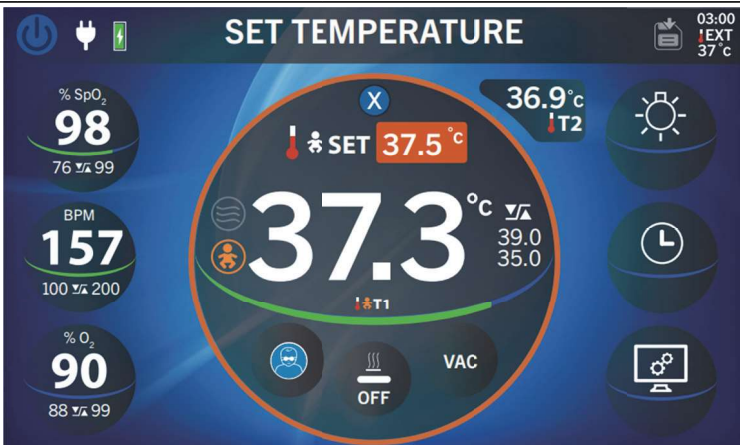 SET TEMPERATURE
03:00
EXT
37°C
% SpO₂
98
76 99
BPM
157
100 200
% O₂
90
88 99
X
SET 37.5 °C
36.9°C
T2
37.3 °C
39.0
35.0
T1
OFF
VAC